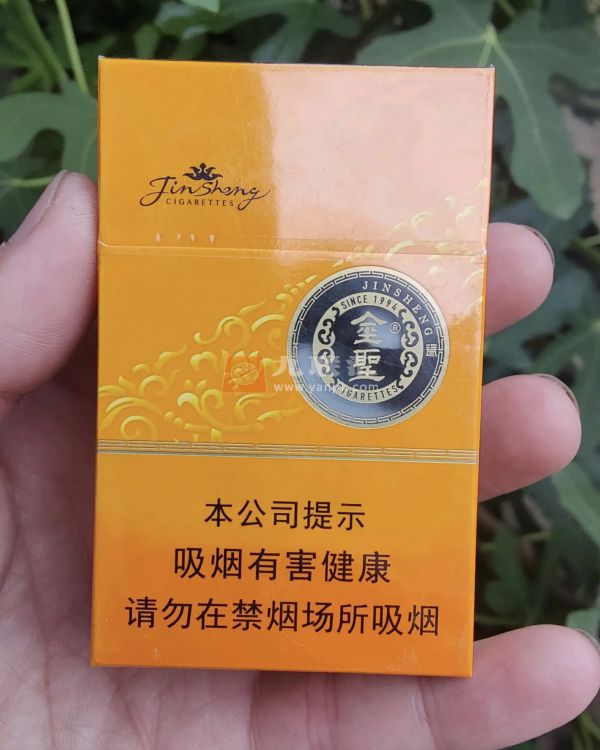 JinSheng
CIGARETTES
JINSHENG
SINCE 1994
金聖®
CIGARETTES
本公司提示
吸烟有害健康
请勿在禁烟场所吸烟